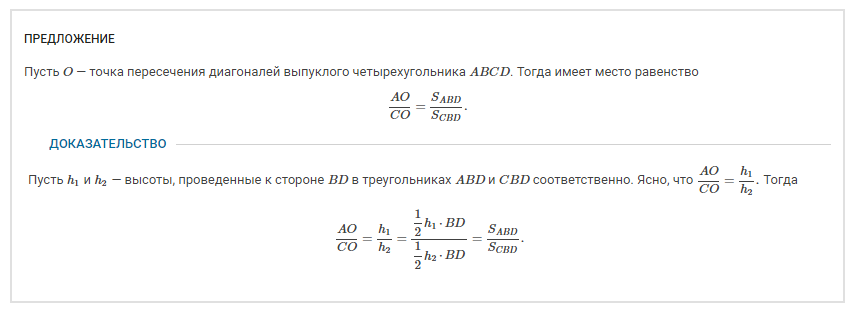 ПРЕДЛОЖЕНИЕ
Пусть O — точка пересечения диагоналей выпуклого четырехугольника ABCD. Тогда имеет место равенство
\frac{AO}{CO} = \frac{S_{ABD}}{S_{CBD}}.
ДОКАЗАТЕЛЬСТВО
Пусть h_1 и h_2 — высоты, проведенные к стороне BD в треугольниках ABD и CBD соответственно. Ясно, что \frac{AO}{CO} = \frac{h_1}{h_2}. Тогда
\frac{AO}{CO} = \frac{h_1}{h_2} = \frac{\frac{1}{2} h_1 \cdot BD}{\frac{1}{2} h_2 \cdot BD} = \frac{S_{ABD}}{S_{CBD}}.